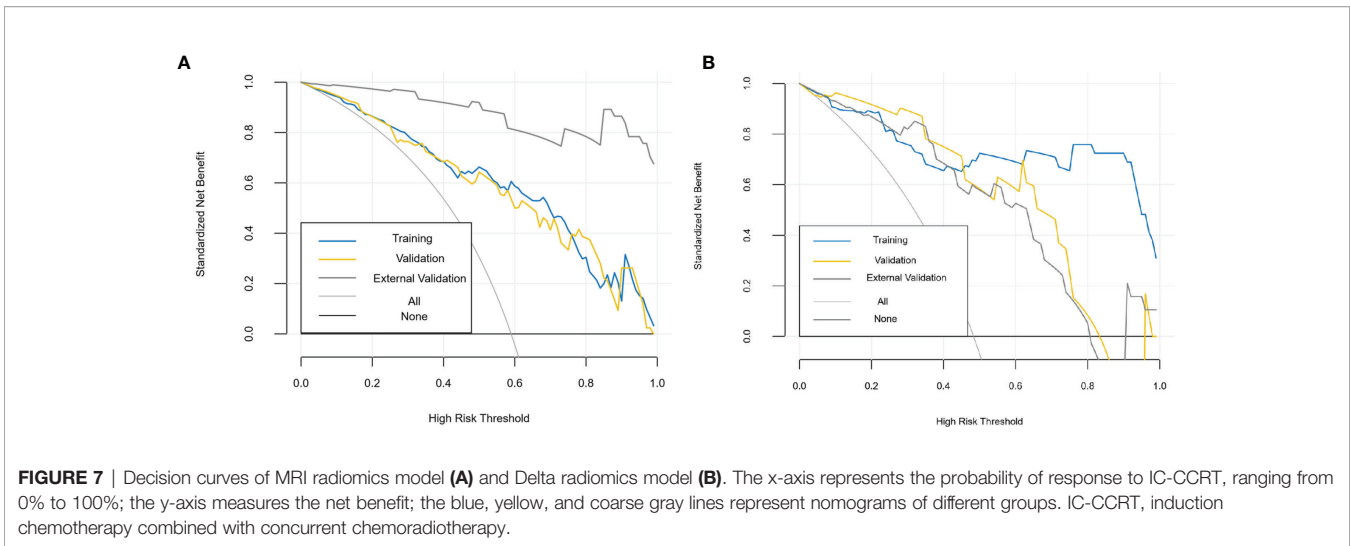 A
Standardized Net Benefit
1.0
0.8
0.6
0.4
0.2
0.0
Training
Validation
External Validation
All
None
0.0 0.2 0.4 0.6 0.8 1.0
High Risk Threshold
B
Standardized Net Benefit
1.0
0.8
0.6
0.4
0.2
0.0
Training
Validation
External Validation
All
None
0.0 0.2 0.4 0.6 0.8 1.0
High Risk Threshold
FIGURE 7 | Decision curves of MRI radiomics model (A) and Delta radiomics model (B). The x-axis represents the probability of response to IC-CCRT, ranging from
0% to 100%; the y-axis measures the net benefit; the blue, yellow, and coarse gray lines represent nomograms of different groups. IC-CCRT, induction
chemotherapy combined with concurrent chemoradiotherapy.